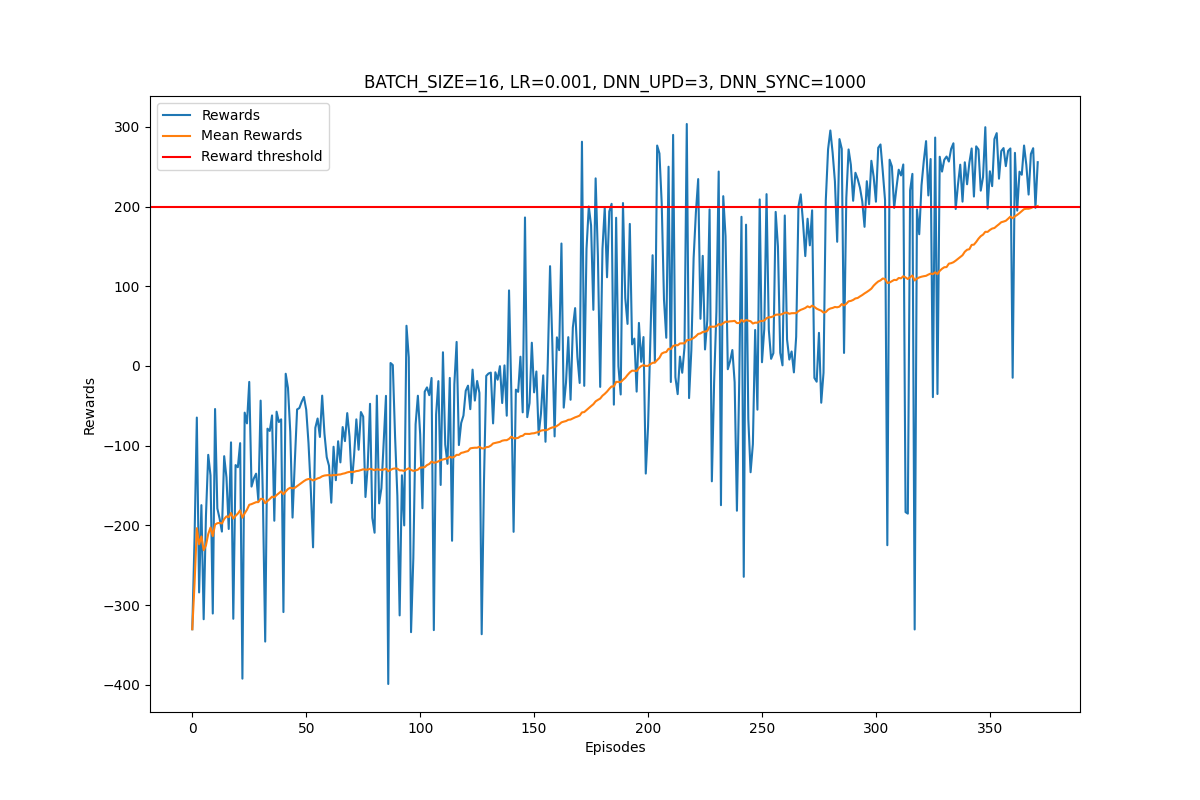 BATCH_SIZE=16, LR=0.001, DNN_UPD=3, DNN_SYNC=1000
Rewards
Mean Rewards
Reward threshold
300
200
100
0
−100
−200
−300
−400
Rewards
0 50 100 150 200 250 300 350
Episodes